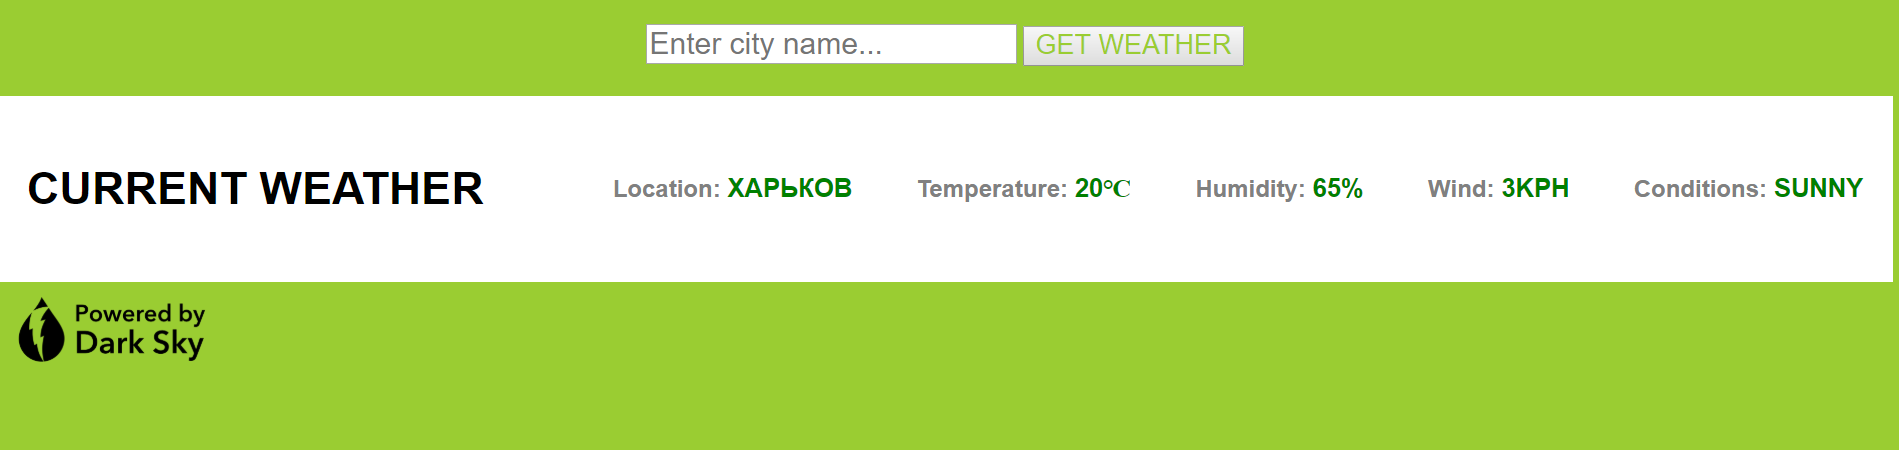 Enter city name... GET WEATHER
CURRENT WEATHER Location: ХАРЬКОВ Temperature: 20℃ Humidity: 65% Wind: 3KPH Conditions: SUNNY
Powered by
Dark Sky